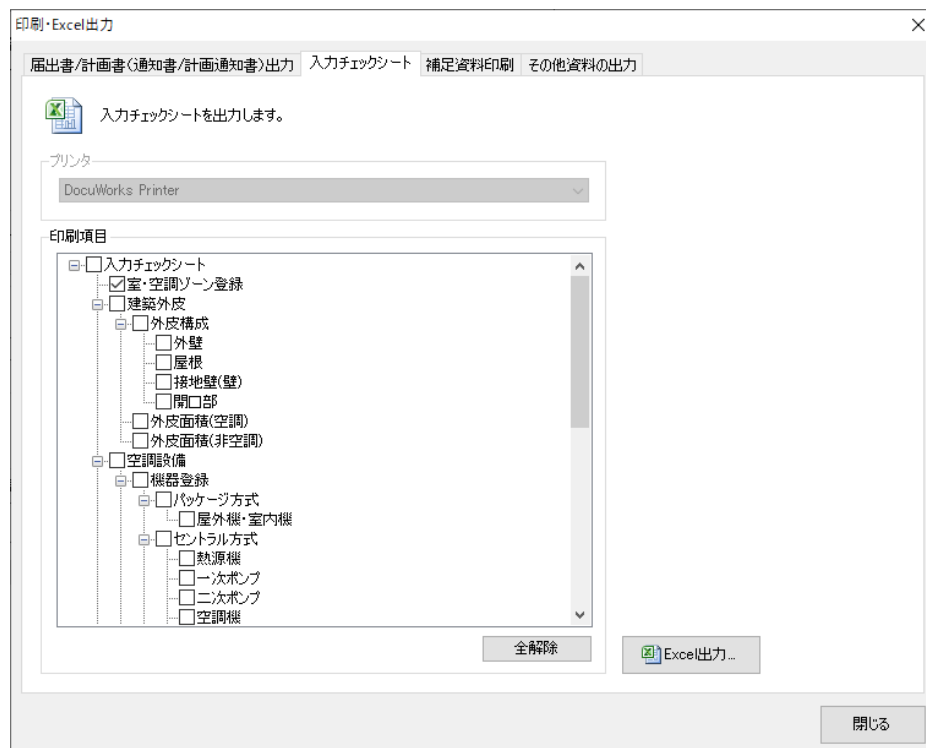 印刷・Excel出力
届出書/計画書(通知書/計画通知書)出力 入力チェックシート 補足資料印刷 その他資料の出力
入力チェックシートを出力します。
プリンタ
DocuWorks Printer
印刷項目
入力チェックシート
室・空調ゾーン登録
建築外皮
外皮構成
外壁
屋根
接地壁(壁)
開口部
外皮面積(空調)
外皮面積(非空調)
空調設備
機器登録
パッケージ方式
屋外機・室内機
セントラル方式
熱源機
一次ポンプ
二次ポンプ
空調機
全解除
Excel出力...
閉じる